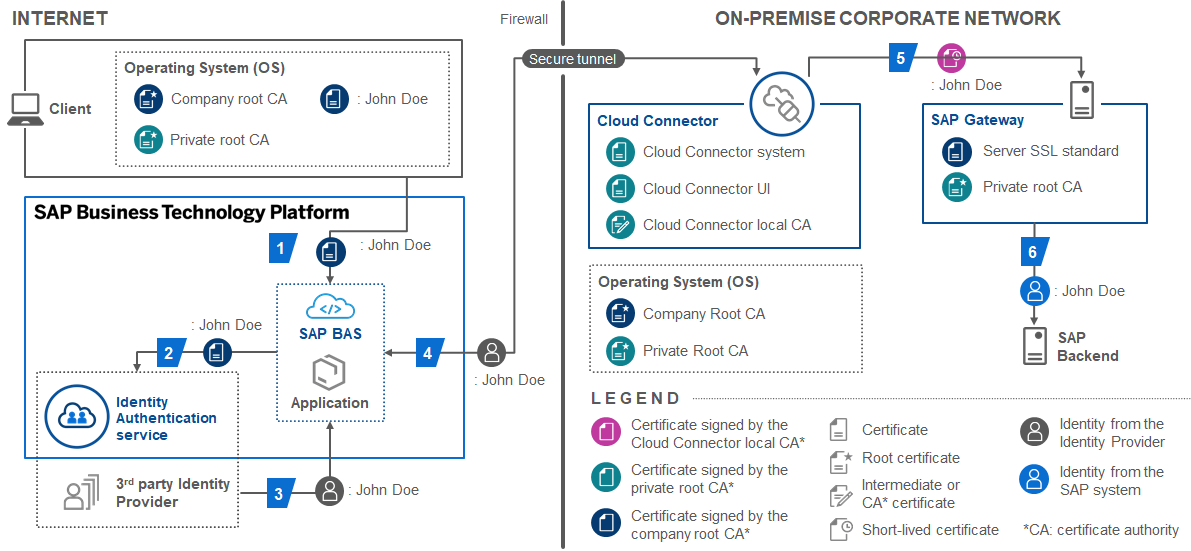 INTERNET
Firewall
ON-PREMISE CORPORATE NETWORK
Operating System (OS)
Company root CA
: John Doe
Private root CA
Client
SAP Business Technology Platform
1
: John Doe
SAP BAS
Application
: John Doe
2
Identity
Authentication
service
3rd party Identity
Provider
3
: John Doe
4
: John Doe
Secure tunnel
Cloud Connector
Cloud Connector system
Cloud Connector UI
Cloud Connector local CA
Operating System (OS)
Company Root CA
Private Root CA
5
: John Doe
SAP Gateway
Server SSL standard
Private root CA
6
: John Doe
SAP
Backend
LEGEND
Certificate signed by the
Cloud Connector local CA*
Certificate signed by the
private root CA*
Certificate signed by the
company root CA*
Certificate
Root certificate
Intermediate or
CA* certificate
Short-lived certificate
Identity from the
Identity Provider
Identity from the
SAP system
*CA: certificate authority